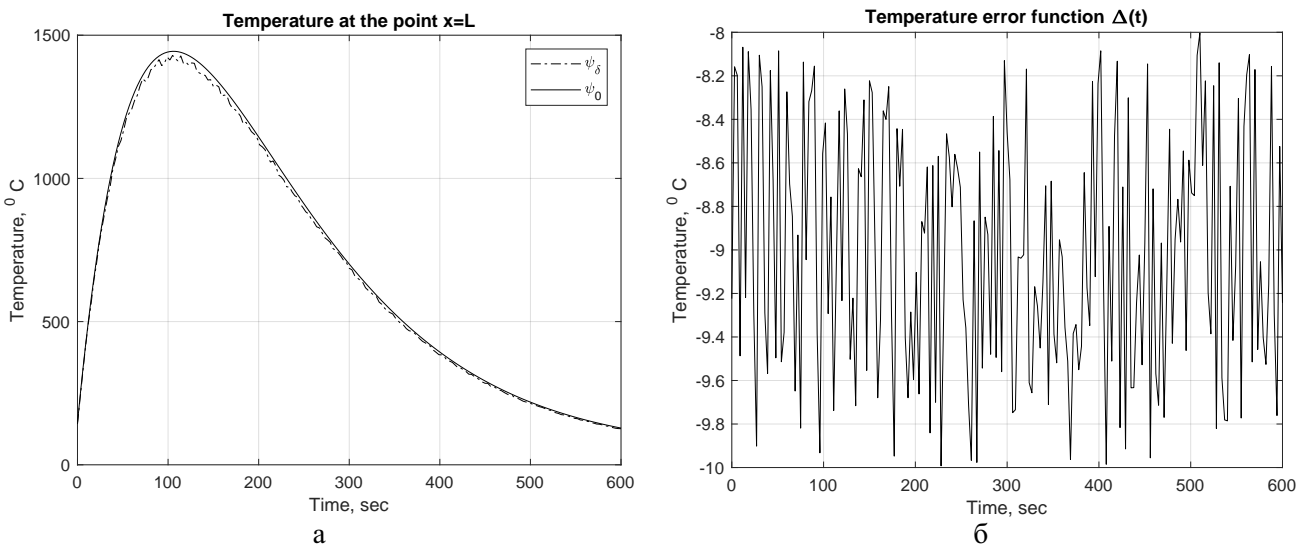 Temperature at the point x=L
1500
1000
500
0
0 100 200 300 400 500 600
Temperature, ⁰ C
Time, sec
ψ_δ
ψ_0
а
Temperature error function Δ(t)
-8
-8.2
-8.4
-8.6
-8.8
-9
-9.2
-9.4
-9.6
-9.8
-10
0 100 200 300 400 500 600
Temperature, ⁰ C
Time, sec
б